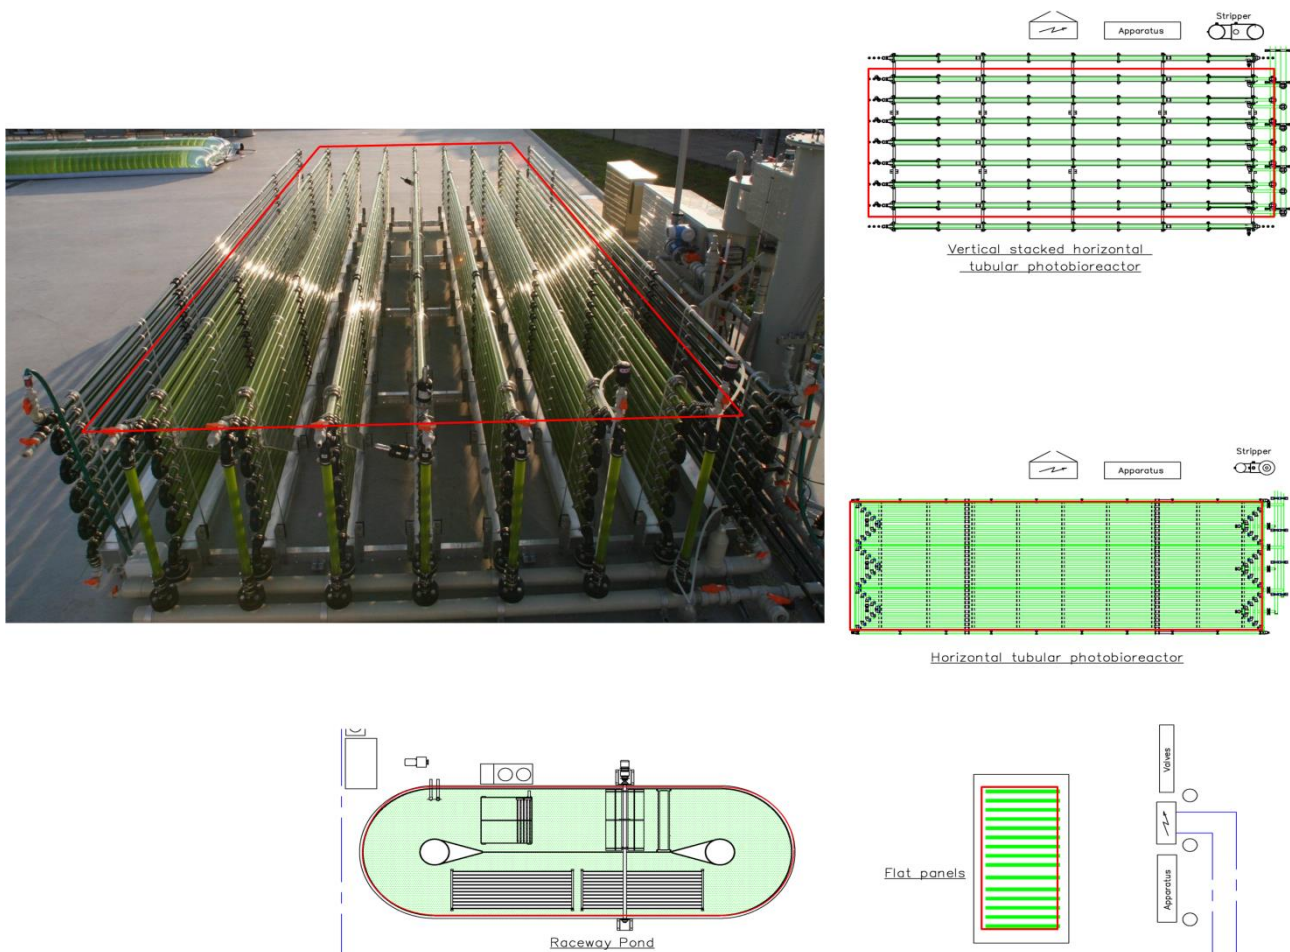 Stripper
Apparatus
Vertical stacked horizontal
tubular photobioreactor
Stripper
Apparatus
Horizontal tubular photobioreactor
Valves
Flat panels
Apparatus
Raceway Pond